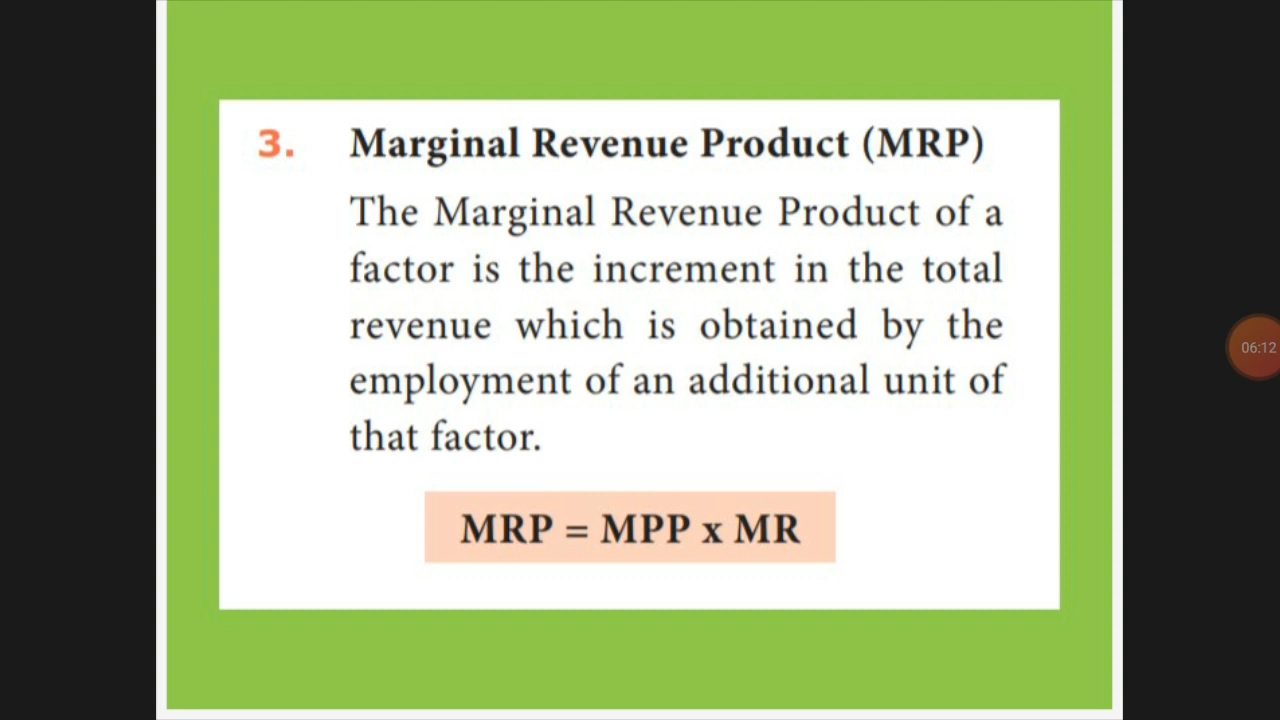 3. Marginal Revenue Product (MRP)
The Marginal Revenue Product of a
factor is the increment in the total
revenue which is obtained by the
employment of an additional unit of
that factor.
MRP = MPP x MR
06:12